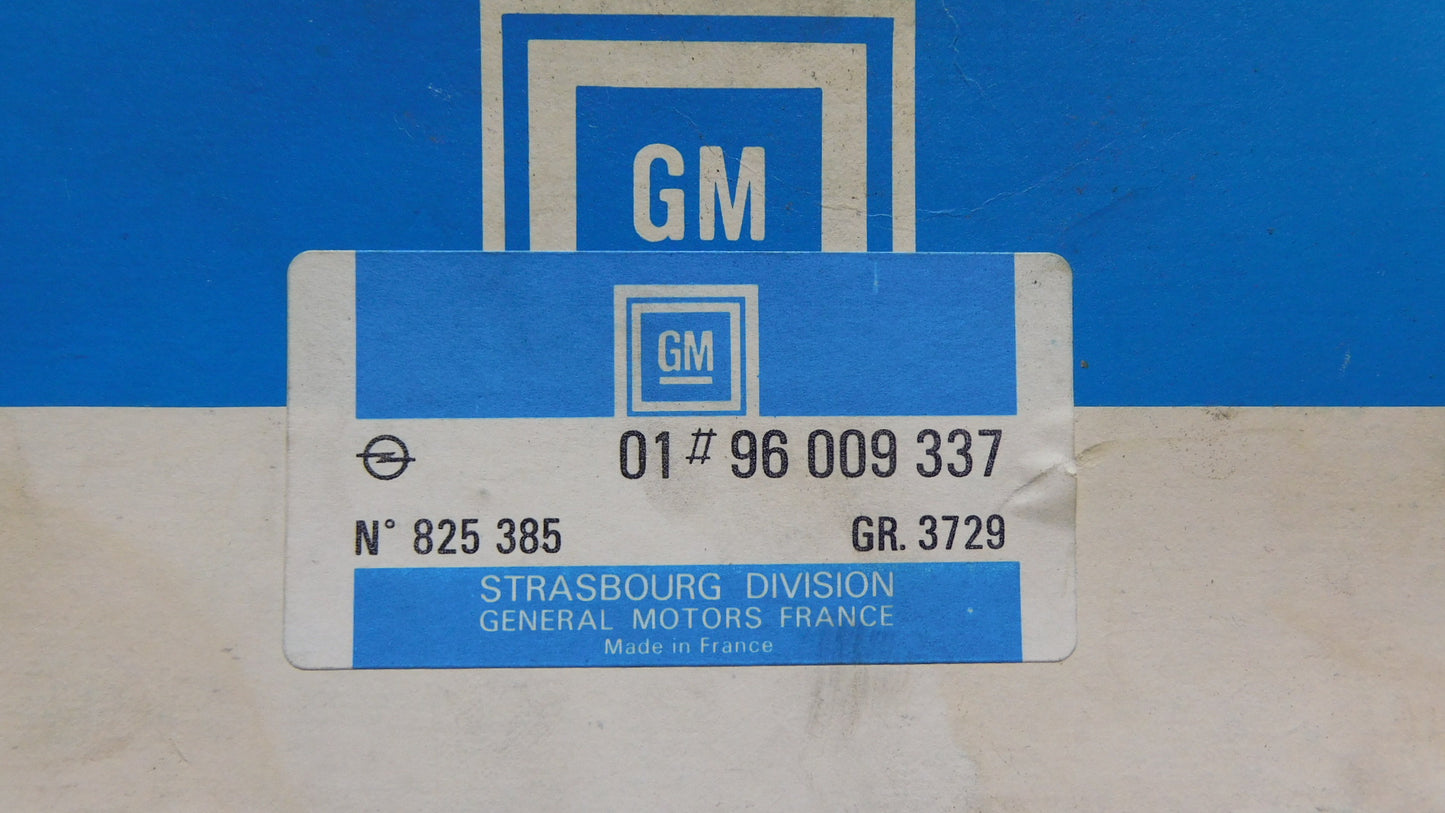 GM
GM
01 # 96 009 337
N° 825 385 GR. 3729
STRASBOURG DIVISION
GENERAL MOTORS FRANCE
Made in France